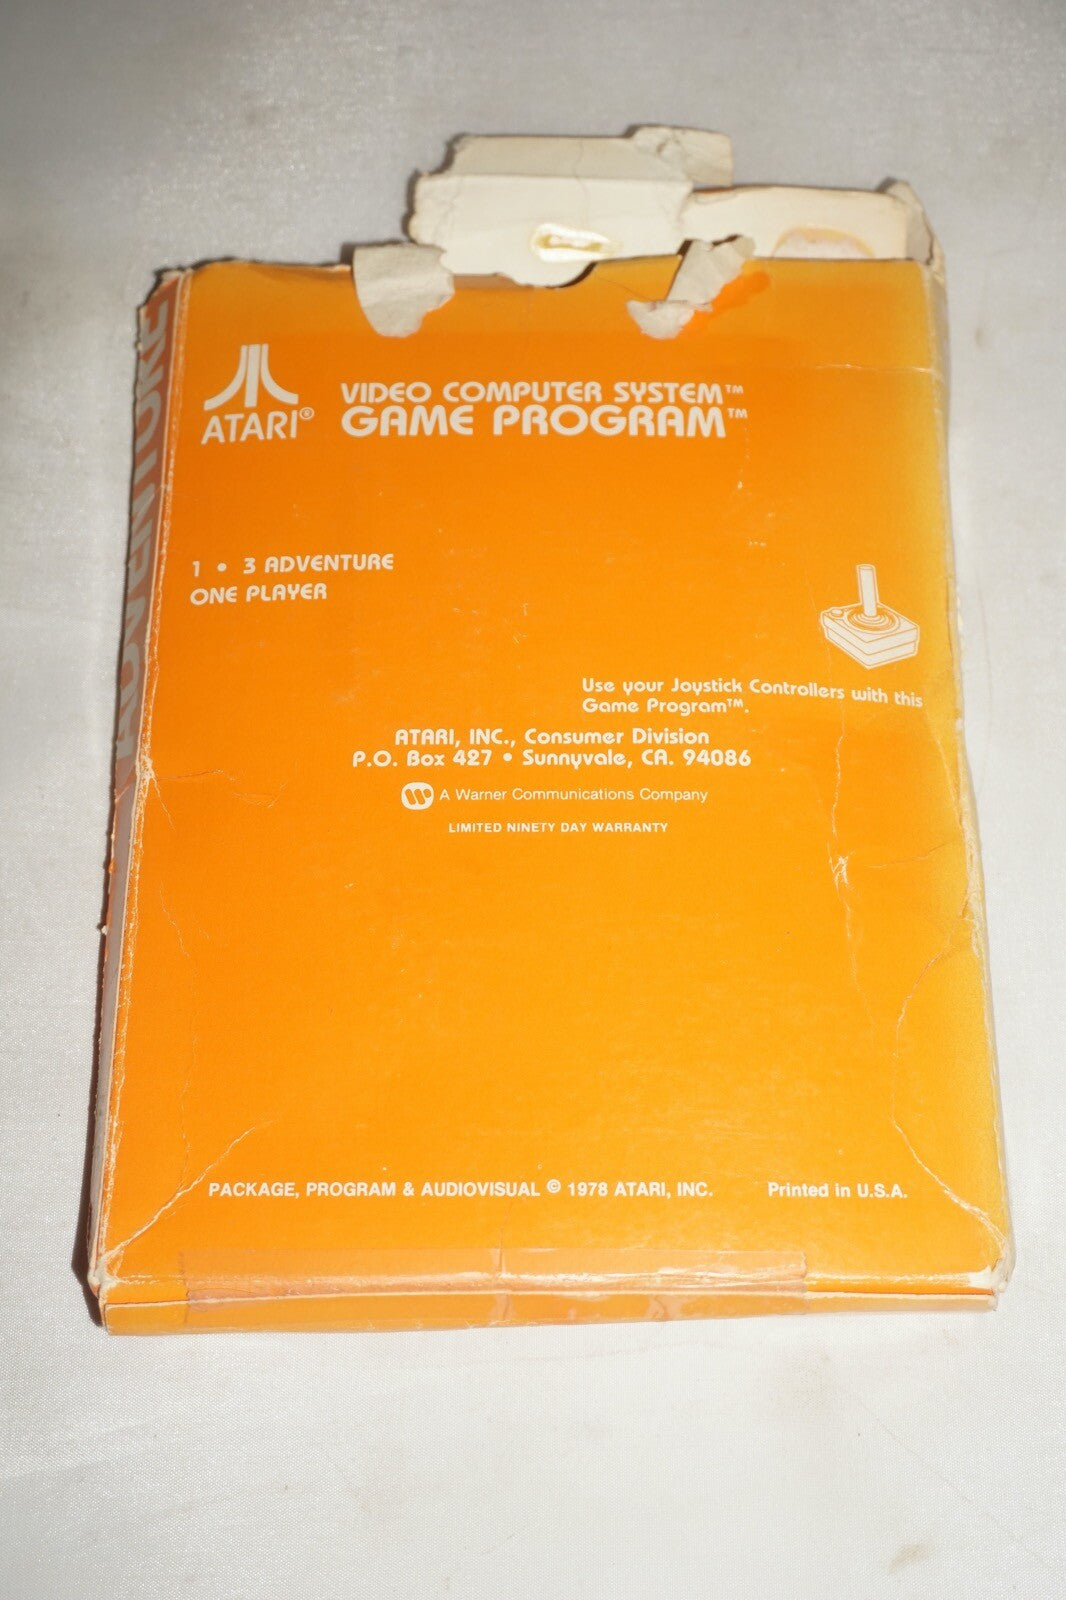 ADVENTURE
ATARI®
VIDEO COMPUTER SYSTEM™
GAME PROGRAM™
1 • 3 ADVENTURE
ONE PLAYER
Use your Joystick Controllers with this
Game Program™.
ATARI, INC., Consumer Division
P.O. Box 427 • Sunnyvale, CA. 94086
A Warner Communications Company
LIMITED NINETY DAY WARRANTY
PACKAGE, PROGRAM & AUDIOVISUAL © 1978 ATARI, INC.
Printed in U.S.A.